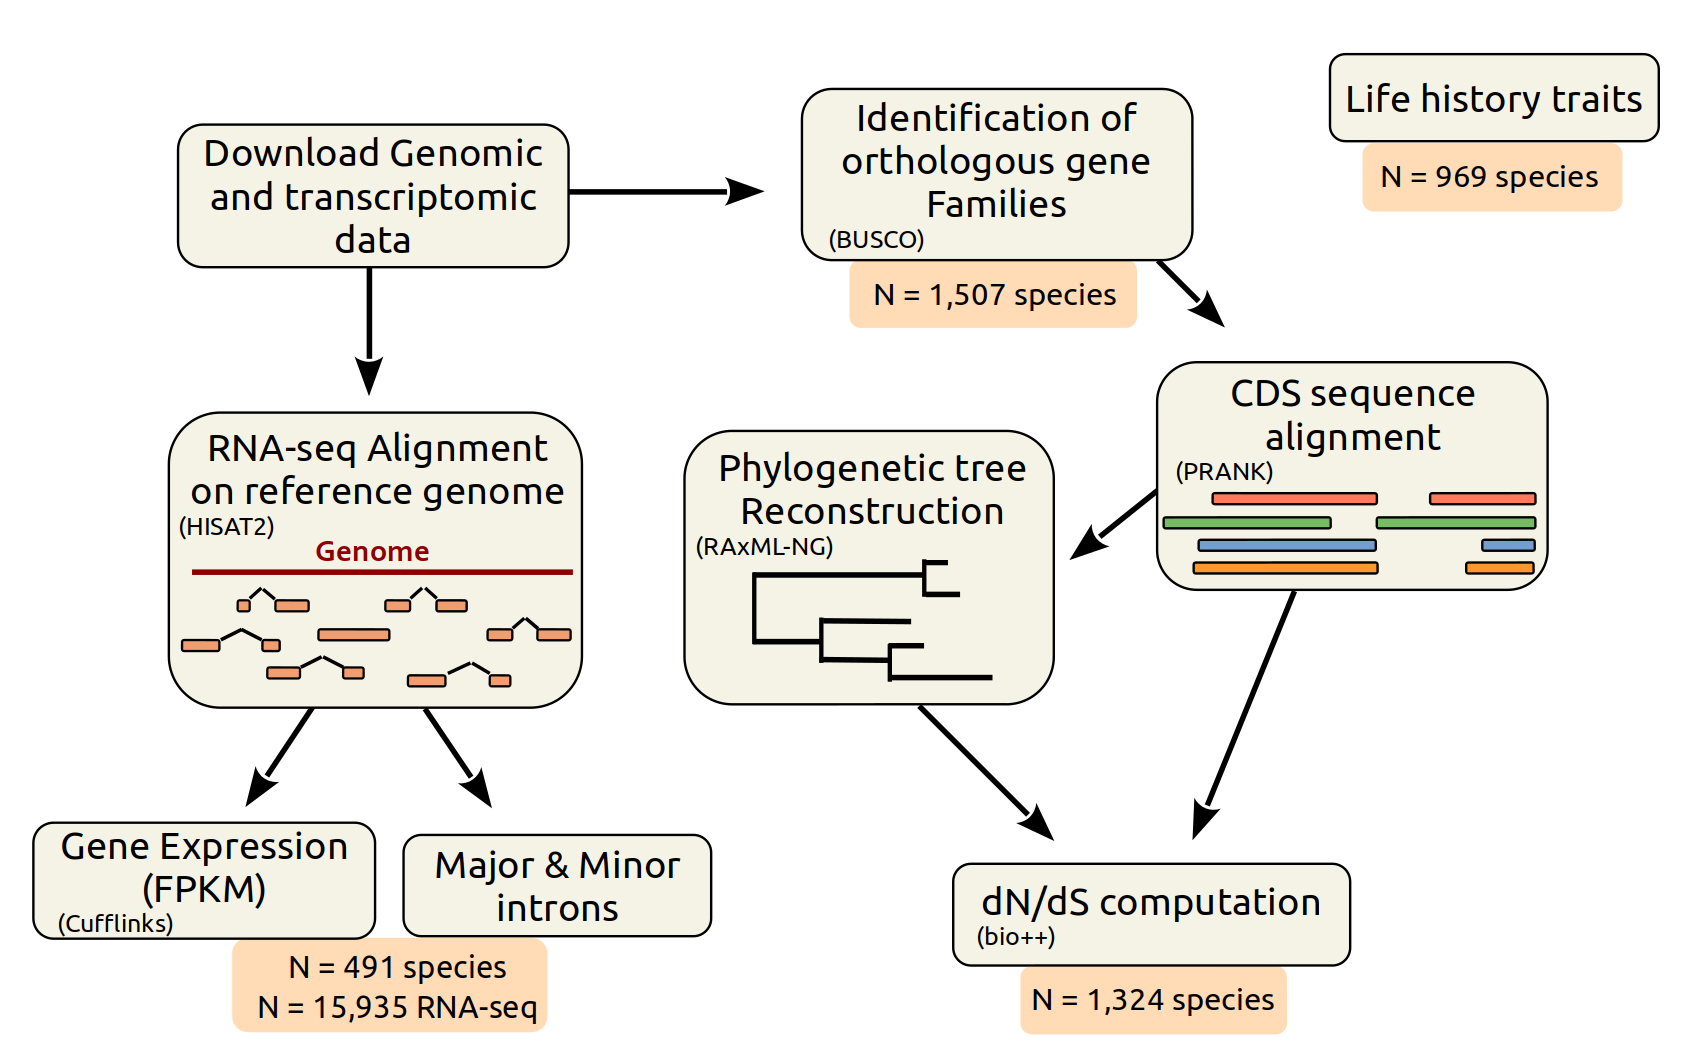 Download Genomic
and transcriptomic
data
Identification of
orthologous gene
Families
(BUSCO)
N = 1,507 species
Life history traits
N = 969 species
RNA-seq Alignment
on reference genome
(HISAT2)
Genome
Phylogenetic tree
Reconstruction
(RAxML-NG)
CDS sequence
alignment
(PRANK)
Gene Expression
(FPKM)
(Cufflinks)
Major & Minor
introns
N = 491 species
N = 15,935 RNA-seq
dN/dS computation
(bio++)
N = 1,324 species